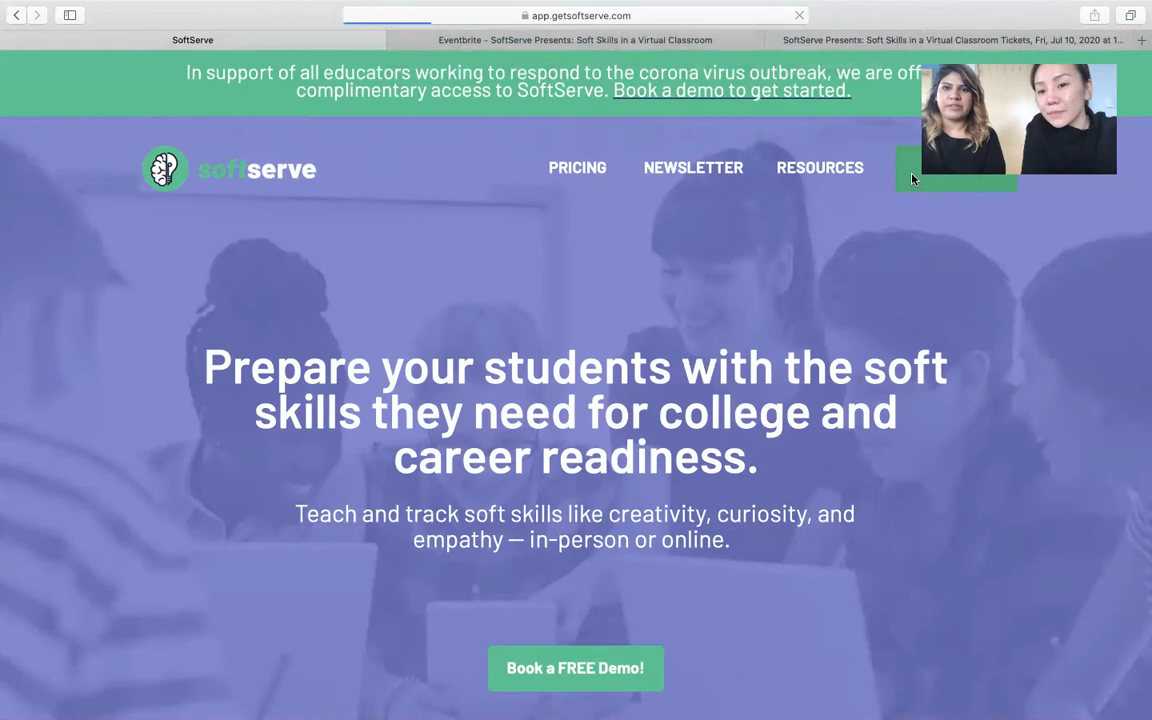 app.getsoftserve.com
SoftServe
Eventbrite - SoftServe Presents: Soft Skills in a Virtual Classroom
SoftServe Presents: Soft Skills in a Virtual Classroom Tickets, Fri, Jul 10, 2020 at 1...
In support of all educators working to respond to the corona virus outbreak, we are
complimentary access to SoftServe. Book a demo to get started.
softserve
PRICING
NEWSLETTER
RESOURCES
Prepare your students with the soft
skills they need for college and
career readiness.
Teach and track soft skills like creativity, curiosity, and
empathy — in-person or online.
Book a FREE Demo!